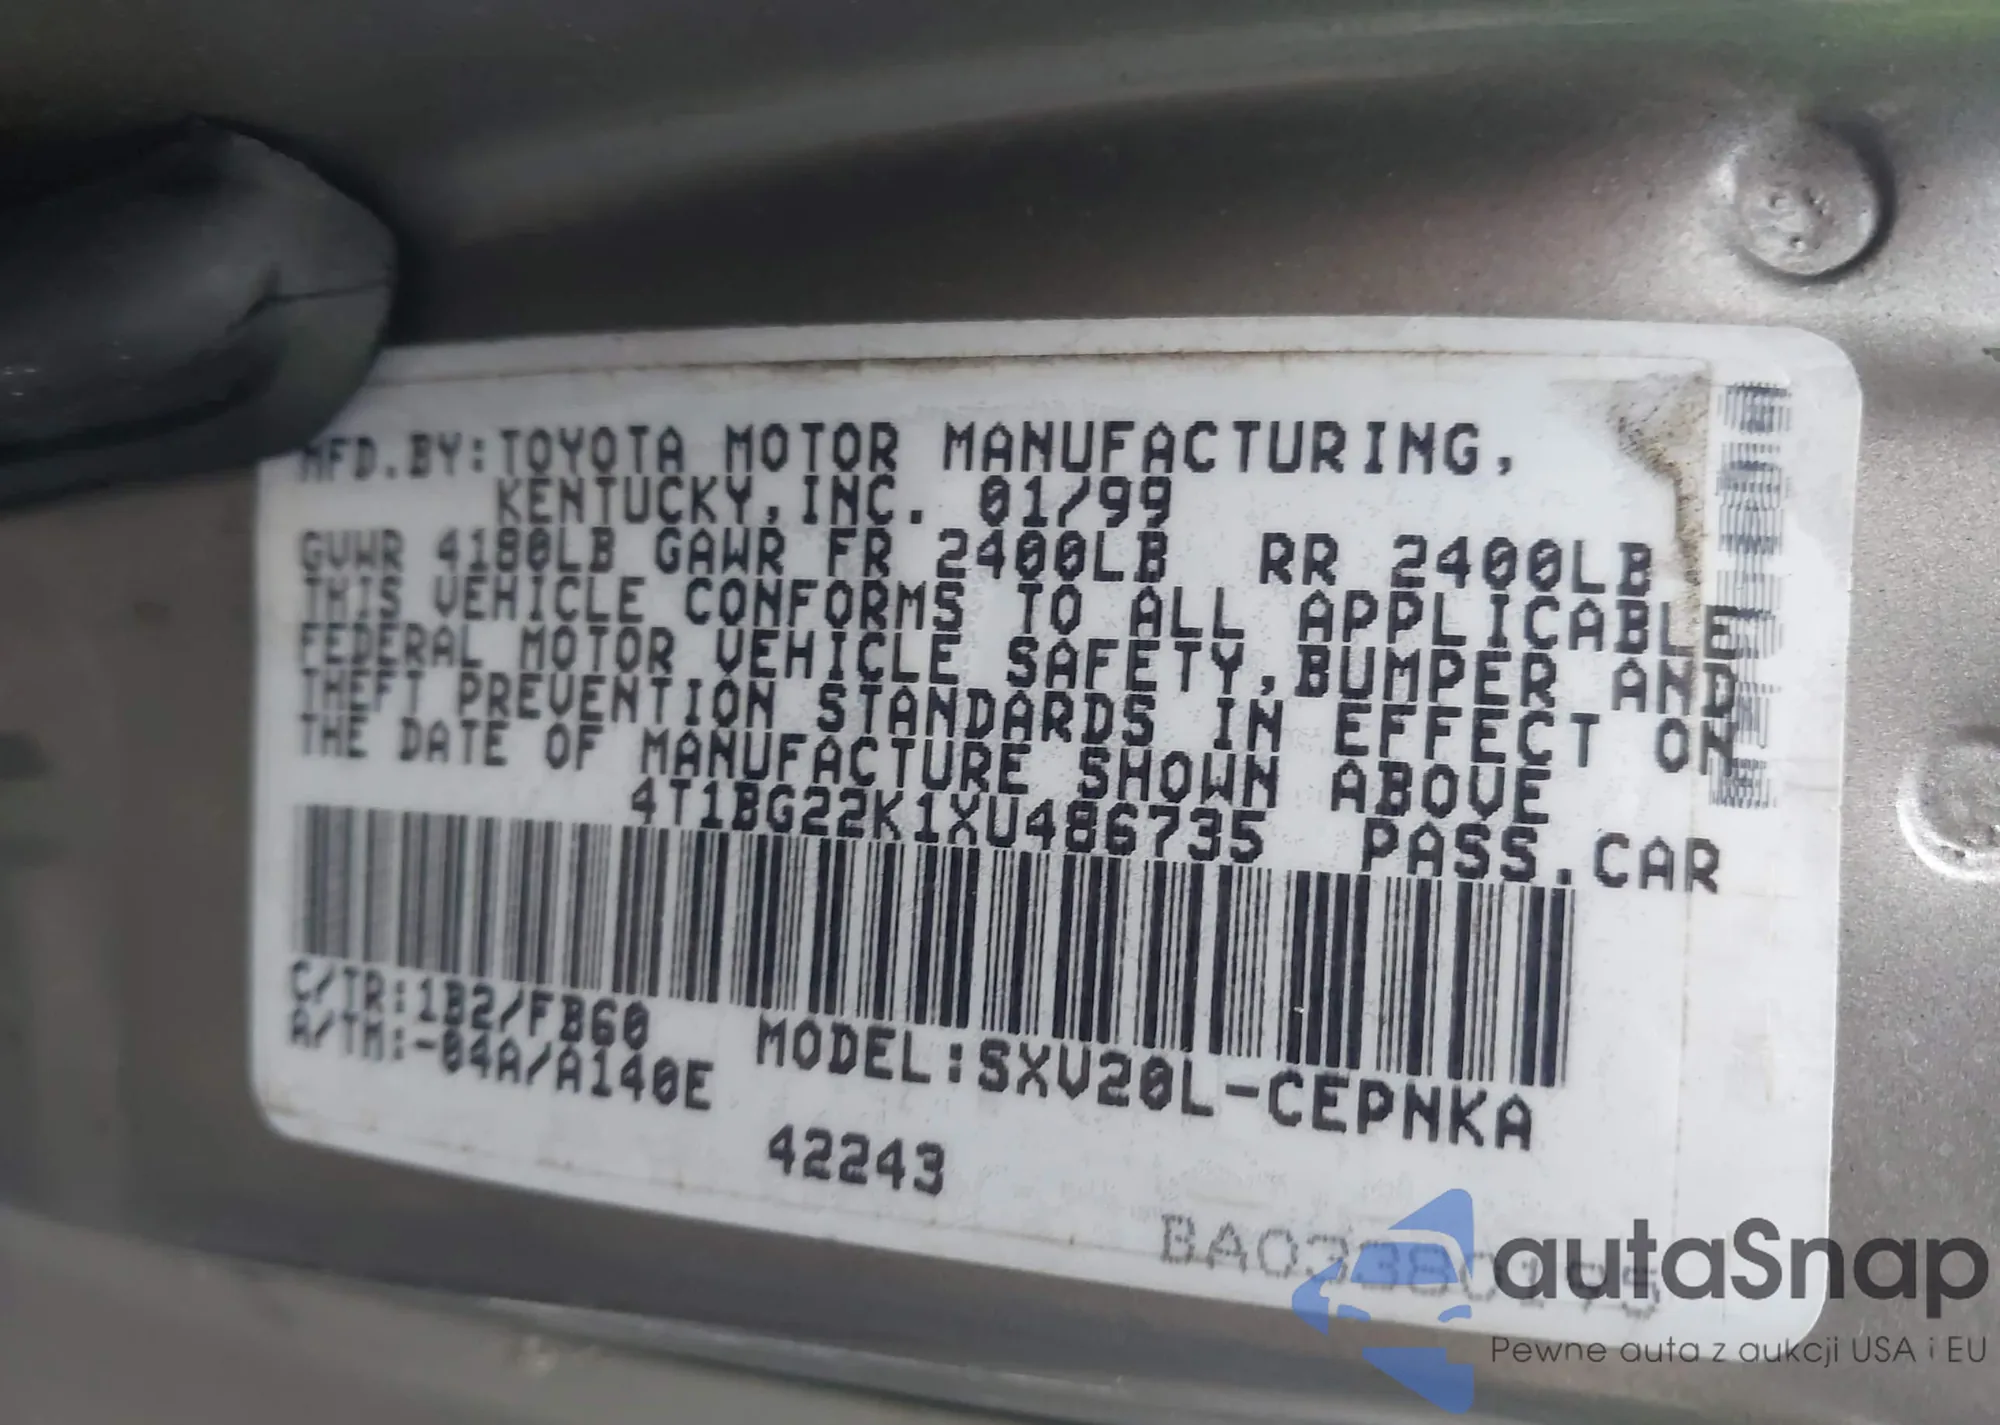 MFD.BY:TOYOTA MOTOR MANUFACTURING,
KENTUCKY,INC. 01/99
GVWR 4180LB GAWR FR 2400LB RR 2400LB
THIS VEHICLE CONFORMS TO ALL APPLICABLE
FEDERAL MOTOR VEHICLE SAFETY,BUMPER AND
THEFT PREVENTION STANDARDS IN EFFECT ON
THE DATE OF MANUFACTURE SHOWN ABOVE
4T1BG22K1XU486735 PASS.CAR
C/TR:1B2/FB60
A/TM:-04A/A140E
MODEL:SXV20L-CEPNKA
42243
BA03380195
autaSnap
Pewne auta z aukcji USA i EU